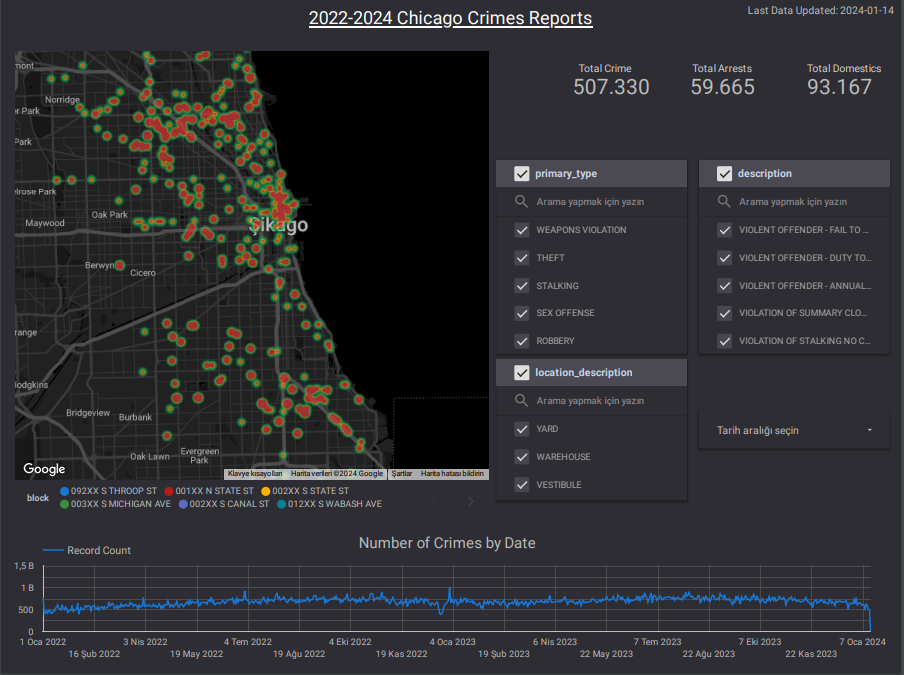 2022-2024 Chicago Crimes Reports
Last Data Updated: 2024-01-14
Total Crime
507.330
Total Arrests
59.665
Total Domestics
93.167
mont
Norridge
er Park
Park
elrose Park
Oak Park
Maywood
Şikago
Berwyn
Cicero
range
Hodgkins
Bridgeview
Burbank
Oak Lawn
Evergreen
Park
Google
Klavye kısayolları
Harita verileri ©2024 Google
Şartlar
Harita hatası bildirin
block
092XX S THROOP ST
001XX N STATE ST
002XX S STATE ST
003XX S MICHIGAN AVE
002XX S CANAL ST
012XX S WABASH AVE
primary_type
Arama yapmak için yazın
WEAPONS VIOLATION
THEFT
STALKING
SEX OFFENSE
ROBBERY
description
Arama yapmak için yazın
VIOLENT OFFENDER - FAIL TO ...
VIOLENT OFFENDER - DUTY TO...
VIOLENT OFFENDER - ANNUAL...
VIOLATION OF SUMMARY CLO...
VIOLATION OF STALKING NO C...
location_description
Arama yapmak için yazın
YARD
WAREHOUSE
VESTIBULE
Tarih aralığı seçin
Number of Crimes by Date
Record Count
1,5 B
1 B
500
0
1 Oca 2022
16 Şub 2022
3 Nis 2022
19 May 2022
4 Tem 2022
19 Ağu 2022
4 Eki 2022
19 Kas 2022
4 Oca 2023
19 Şub 2023
6 Nis 2023
22 May 2023
7 Tem 2023
22 Ağu 2023
7 Eki 2023
22 Kas 2023
7 Oca 2024